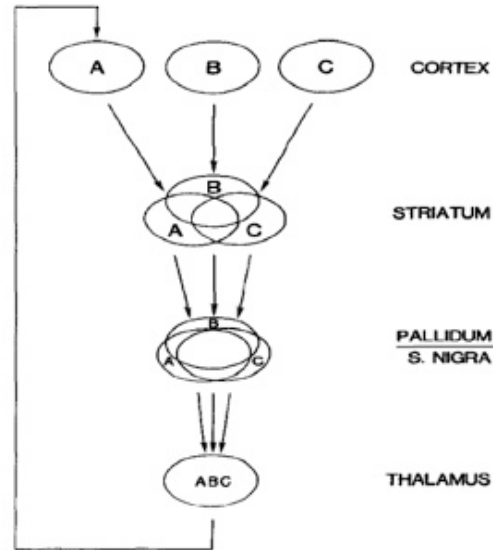 A B C CORTEX
B
A C STRIATUM
B
A C
PALLIDUM
S. NIGRA
ABC THALAMUS